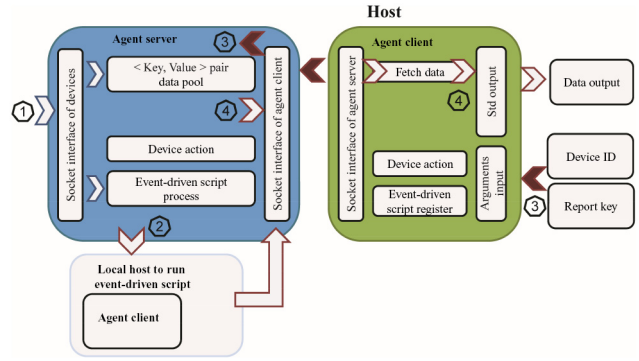 Host
Agent server
Agent client
Socket interface of devices
< Key, Value > pair
data pool
Device action
Event-driven script
process
Socket interface of agent client
Socket interface of agent server
Fetch data
Std output
Device action
Event-driven
script register
Arguments
input
Data output
Device ID
Report key
1
2
3
4
4
3
Local host to run
event-driven script
Agent client